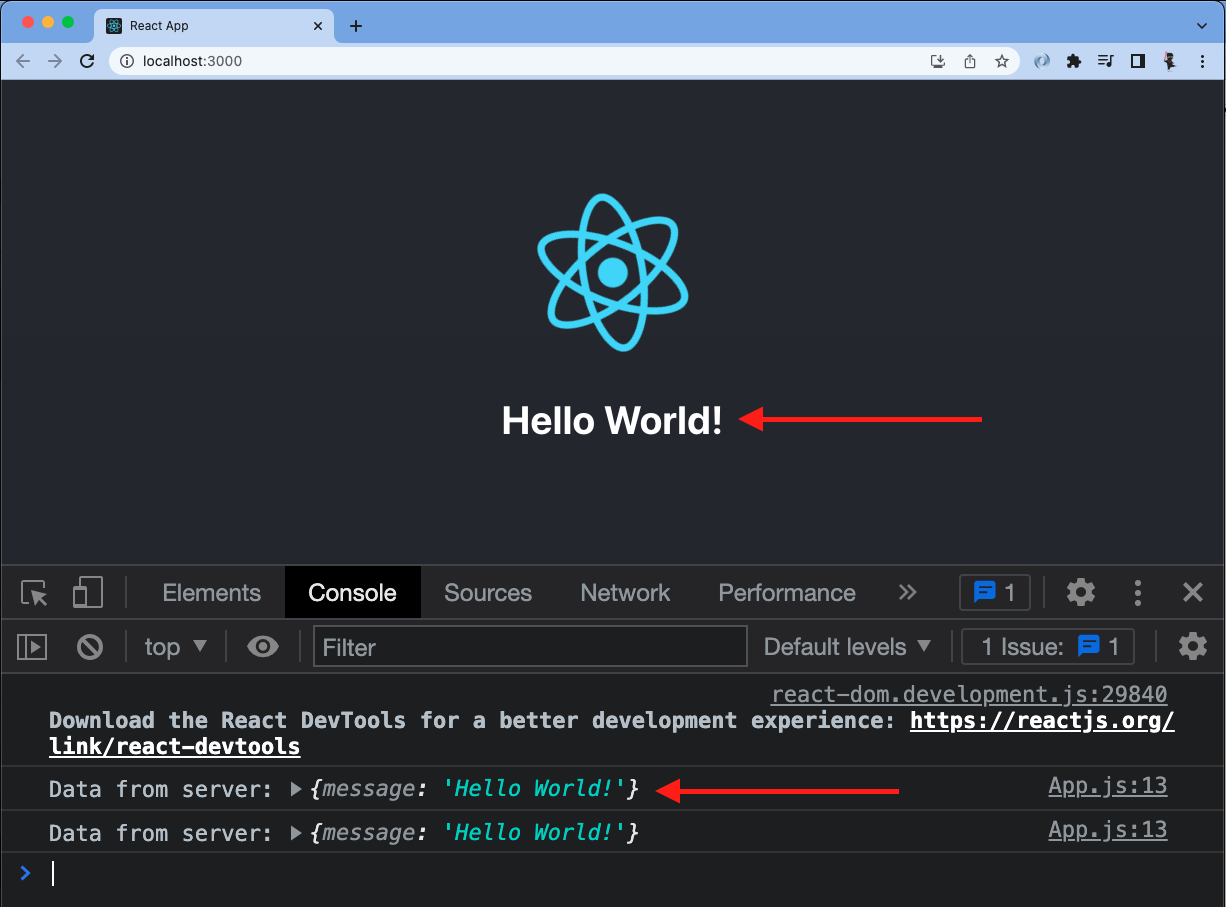 React App
localhost:3000
Hello World!
Elements Console Sources Network Performance 1
top Filter Default levels 1 Issue: 1
react-dom.development.js:29840
Download the React DevTools for a better development experience: https://reactjs.org/
link/react-devtools
Data from server: {message: 'Hello World!'} App.js:13
Data from server: {message: 'Hello World!'} App.js:13